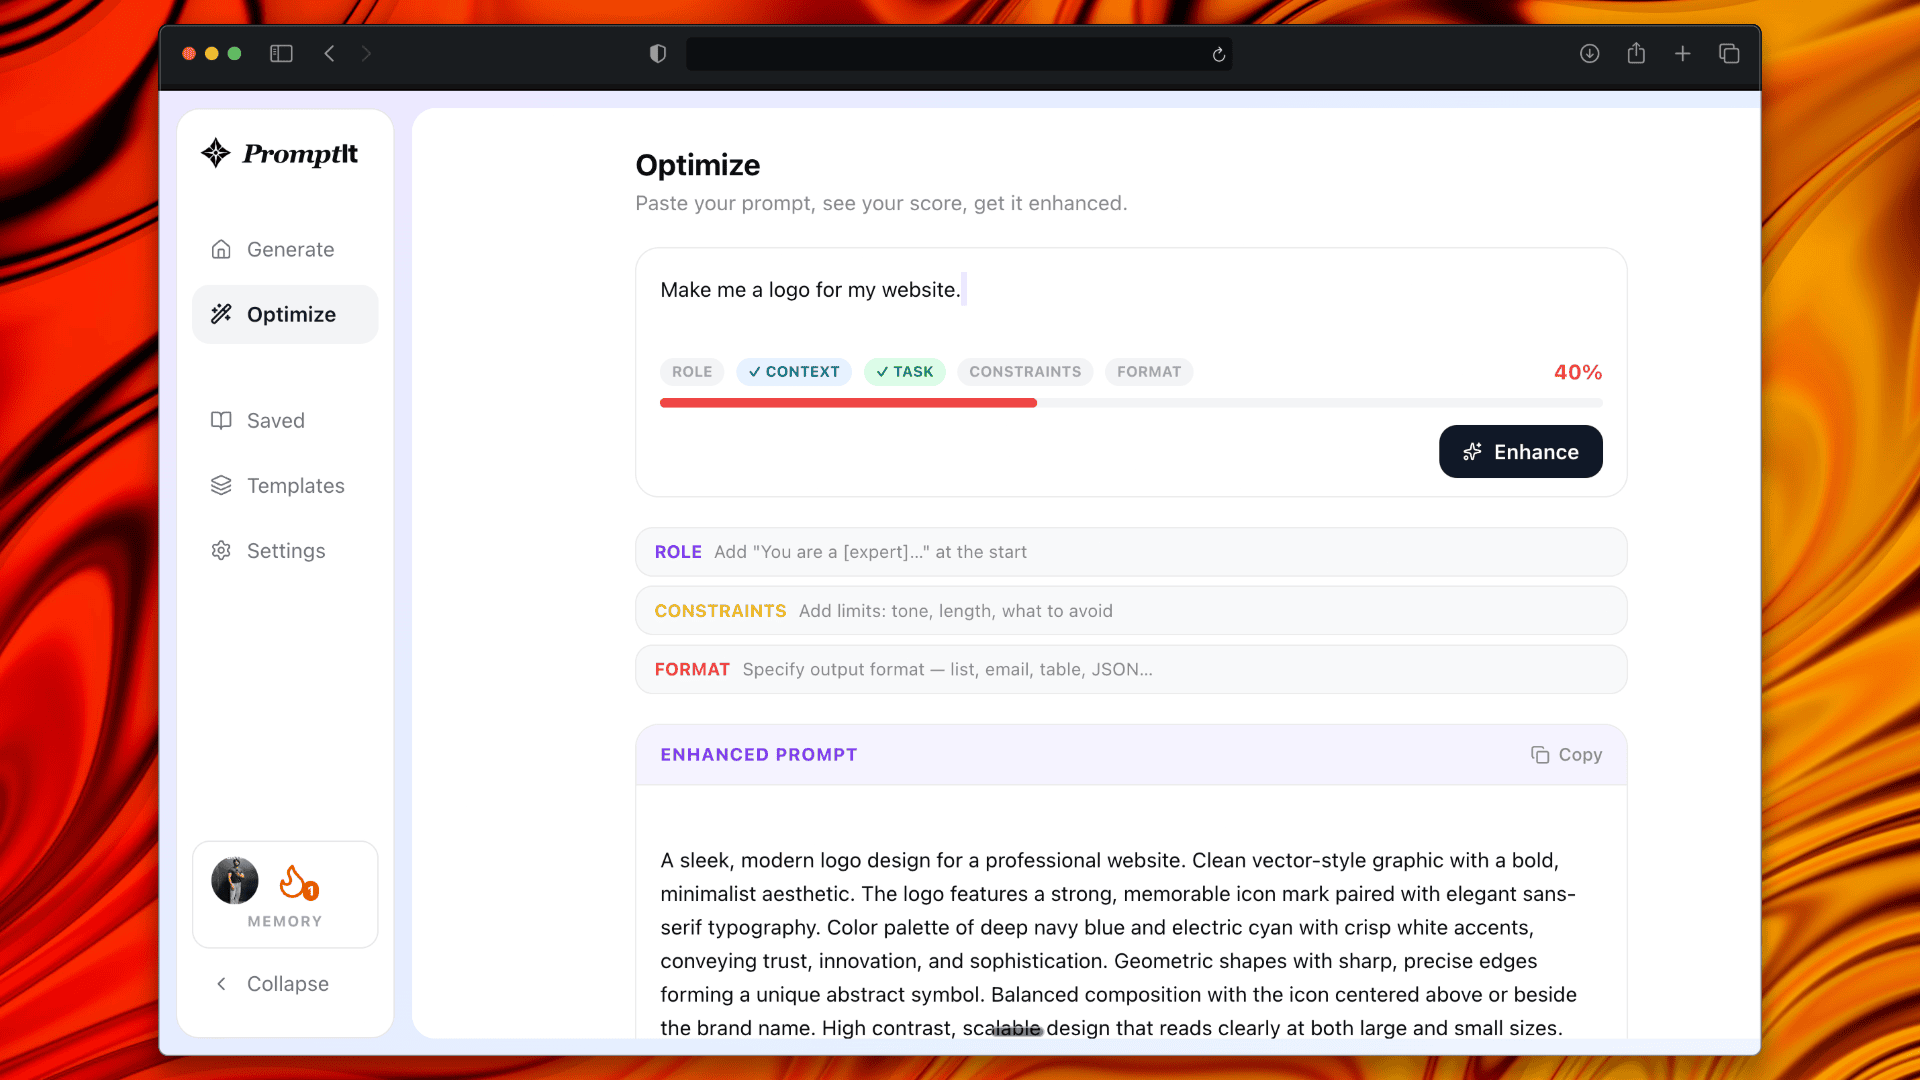 PromptIt
Generate
Optimize
Saved
Templates
Settings
1
MEMORY
Collapse
Optimize
Paste your prompt, see your score, get it enhanced.
Make me a logo for my website.
ROLE
CONTEXT
TASK
CONSTRAINTS
FORMAT
40%
Enhance
ROLE Add "You are a [expert]..." at the start
CONSTRAINTS Add limits: tone, length, what to avoid
FORMAT Specify output format — list, email, table, JSON...
ENHANCED PROMPT
Copy
A sleek, modern logo design for a professional website. Clean vector-style graphic with a bold,
minimalist aesthetic. The logo features a strong, memorable icon mark paired with elegant sans-
serif typography. Color palette of deep navy blue and electric cyan with crisp white accents,
conveying trust, innovation, and sophistication. Geometric shapes with sharp, precise edges
forming a unique abstract symbol. Balanced composition with the icon centered above or beside
the brand name. High contrast, scalable design that reads clearly at both large and small sizes.